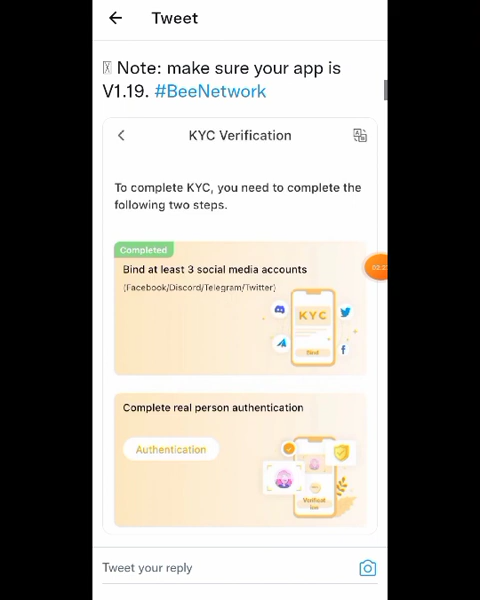 Tweet
Note: make sure your app is
V1.19. #BeeNetwork
KYC Verification
To complete KYC, you need to complete the
following two steps.
Completed
Bind at least 3 social media accounts
(Facebook/Discord/Telegram/Twitter)
KYC
Bind
Complete real person authentication
Authentication
Tweet your reply